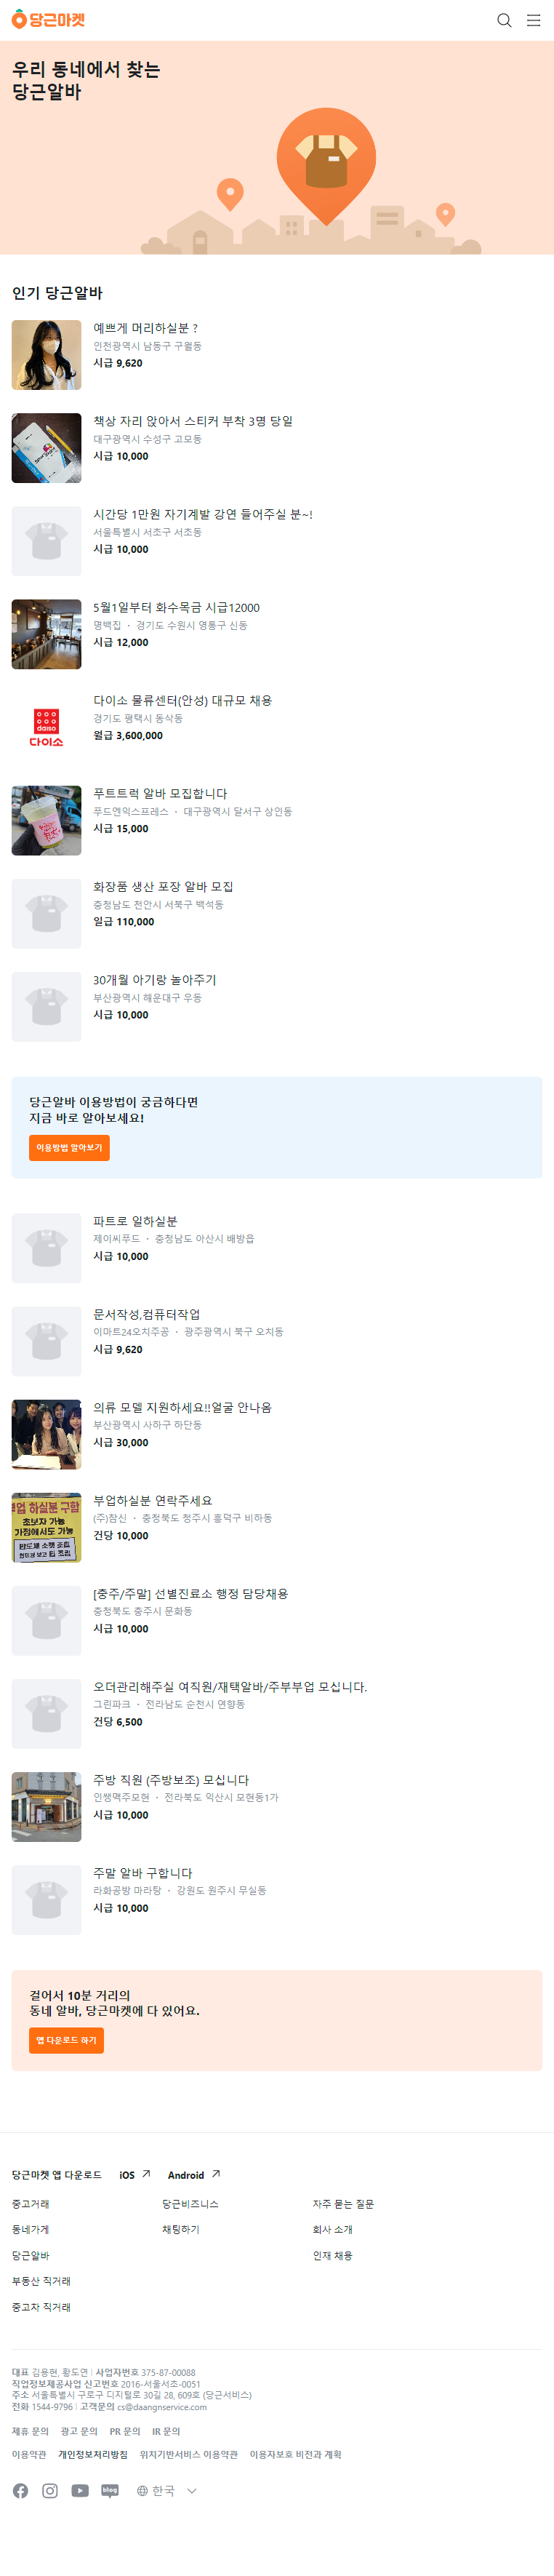 당근마켓
우리 동네에서 찾는
당근알바
인기 당근알바
예쁘게 머리하실분 ?
인천광역시 남동구 구월동
시급 9,620
책상 자리 앉아서 스티커 부착 3명 당일
대구광역시 수성구 고모동
시급 10,000
시간당 1만원 자기계발 강연 들어주실 분~!
서울특별시 서초구 서초동
시급 10,000
5월1일부터 화수목금 시급12000
명백집 · 경기도 수원시 영통구 신동
시급 12,000
daiso
다이소
다이소 물류센터(안성) 대규모 채용
경기도 평택시 동삭동
월급 3,600,000
푸트트럭 알바 모집합니다
푸드엔익스프레스 · 대구광역시 달서구 상인동
시급 15,000
화장품 생산 포장 알바 모집
충청남도 천안시 서북구 백석동
일급 110,000
30개월 아기랑 놀아주기
부산광역시 해운대구 우동
시급 10,000
당근알바 이용방법이 궁금하다면
지금 바로 알아보세요!
이용방법 알아보기
파트로 일하실분
제이씨푸드 · 충청남도 아산시 배방읍
시급 10,000
문서작성,컴퓨터작업
이마트24오치주공 · 광주광역시 북구 오치동
시급 9,620
의류 모델 지원하세요!!얼굴 안나옴
부산광역시 사하구 하단동
시급 30,000
부업 하실분 구함
초보자 가능
가정에서도 가능
부업하실분 연락주세요
(주)참신 · 충청북도 청주시 흥덕구 비하동
건당 10,000
[충주/주말] 선별진료소 행정 담당채용
충청북도 충주시 문화동
시급 10,000
오더관리해주실 여직원/재택알바/주부부업 모십니다.
그린파크 · 전라남도 순천시 연향동
건당 6,500
주방 직원 (주방보조) 모십니다
인쌩맥주모현 · 전라북도 익산시 모현동1가
시급 10,000
주말 알바 구합니다
라화공방 마라탕 · 강원도 원주시 무실동
시급 10,000
걸어서 10분 거리의
동네 알바, 당근마켓에 다 있어요.
앱 다운로드 하기
당근마켓 앱 다운로드 iOS Android
중고거래 당근비즈니스 자주 묻는 질문
동네가게 채팅하기 회사 소개
당근알바 인재 채용
부동산 직거래
중고차 직거래
대표 김용현, 황도연 | 사업자번호 375-87-00088
직업정보제공사업 신고번호 2016-서울서초-0051
주소 서울특별시 구로구 디지털로 30길 28, 609호 (당근서비스)
전화 1544-9796 | 고객문의 cs@daangnservice.com
제휴 문의 광고 문의 PR 문의 IR 문의
이용약관 개인정보처리방침 위치기반서비스 이용약관 이용자보호 비전과 계획
blog 한국